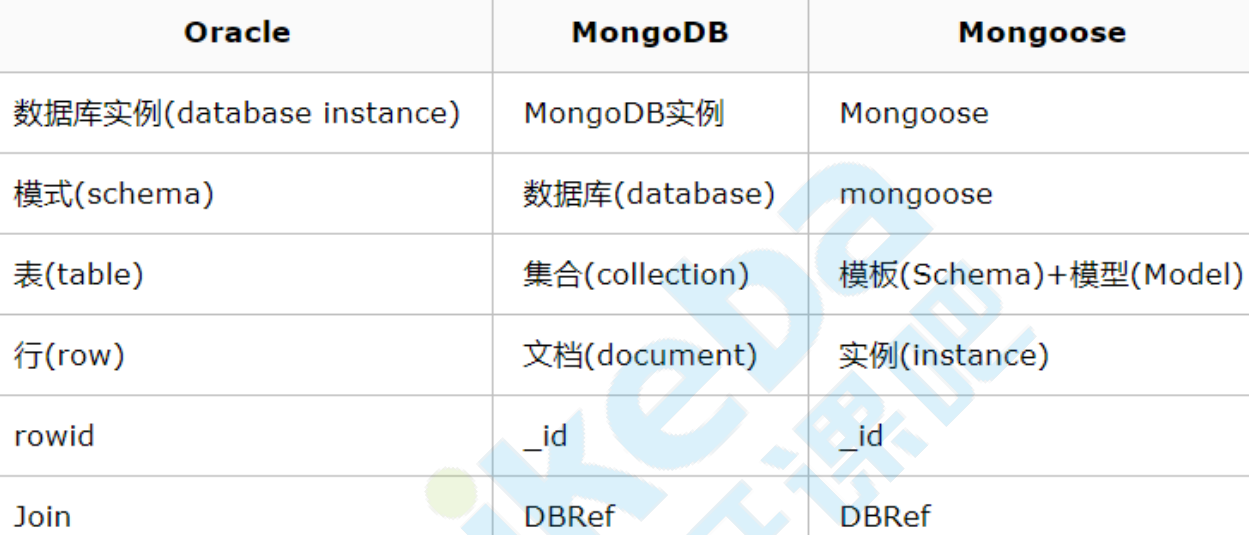 Oracle MongoDB Mongoose
数据库实例(database instance) MongoDB实例 Mongoose
模式(schema) 数据库(database) mongoose
表(table) 集合(collection) 模板(Schema)+模型(Model)
行(row) 文档(document) 实例(instance)
rowid _id _id
Join DBRef DBRef
ikeba
课吧